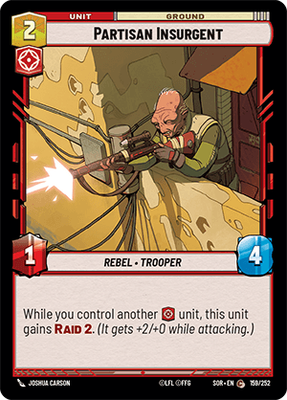 UNIT GROUND
2
PARTISAN INSURGENT
REBEL • TROOPER
1
4
While you control another unit, this unit
gains RAID 2. (It gets +2/+0 while attacking.)
JOSHUA CARSON ©LFL ©FFG SOR • EN C 158/252